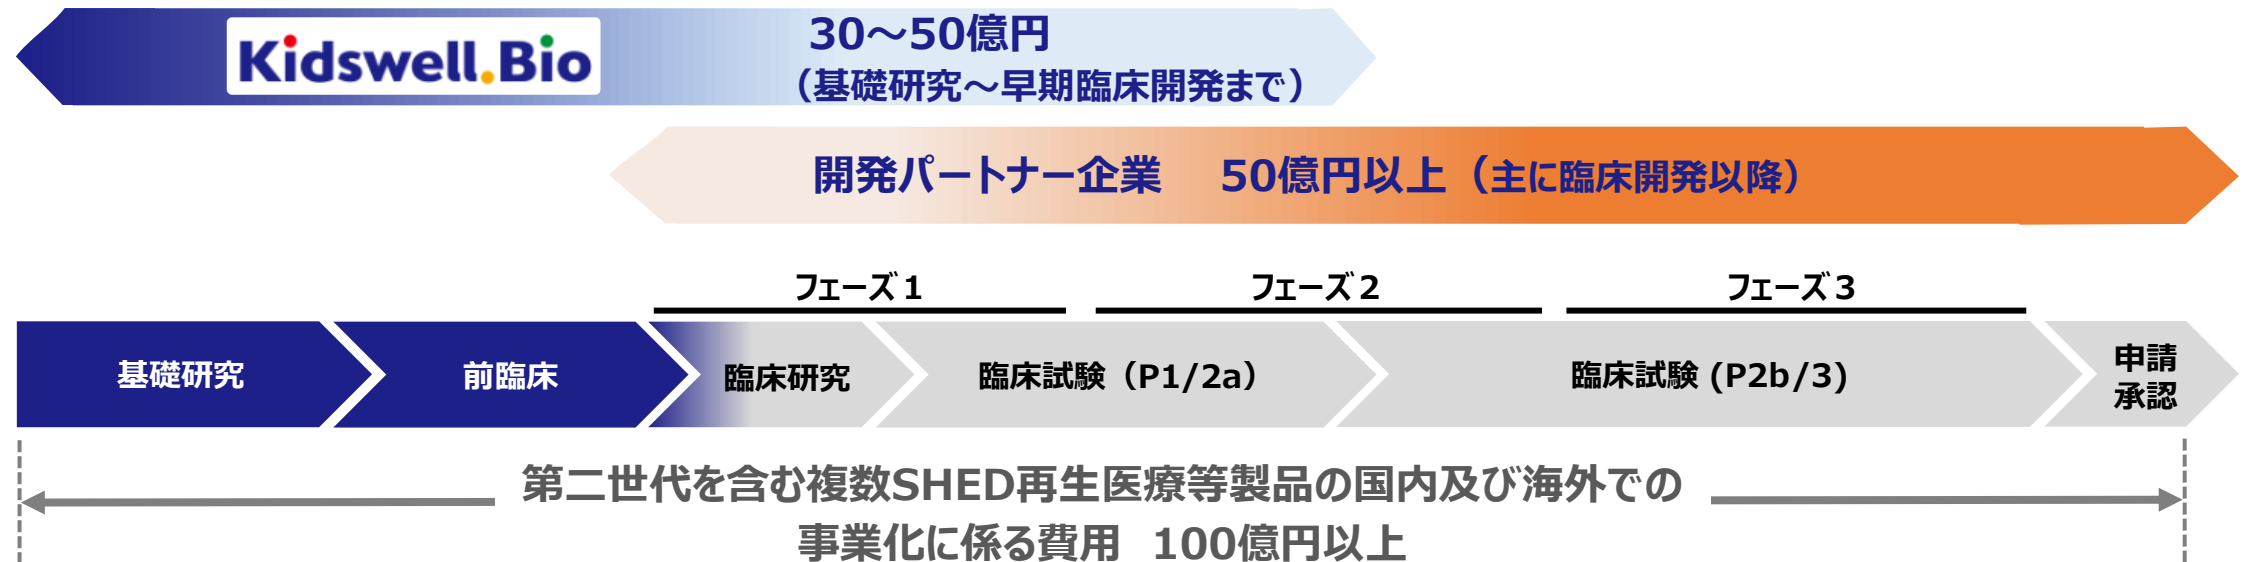 Kidswell.Bio
30～50億円
（基礎研究～早期臨床開発まで）
開発パートナー企業　50億円以上（主に臨床開発以降）
フェーズ１ フェーズ２ フェーズ３
基礎研究 前臨床 臨床研究 臨床試験（P1/2a） 臨床試験 (P2b/3) 申請
承認
第二世代を含む複数SHED再生医療等製品の国内及び海外での
事業化に係る費用　100億円以上